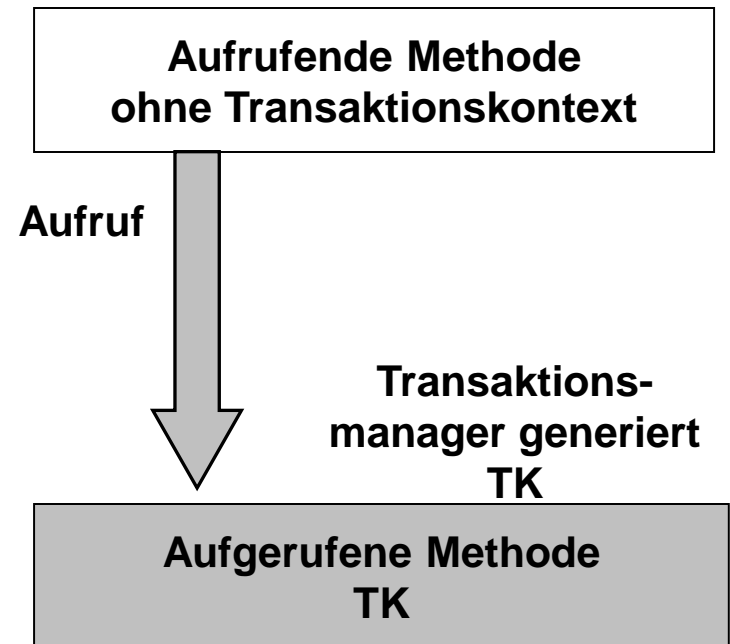 Aufrufende Methode
ohne Transaktionskontext
Aufruf
Transaktions-
manager generiert
TK
Aufgerufene Methode
TK